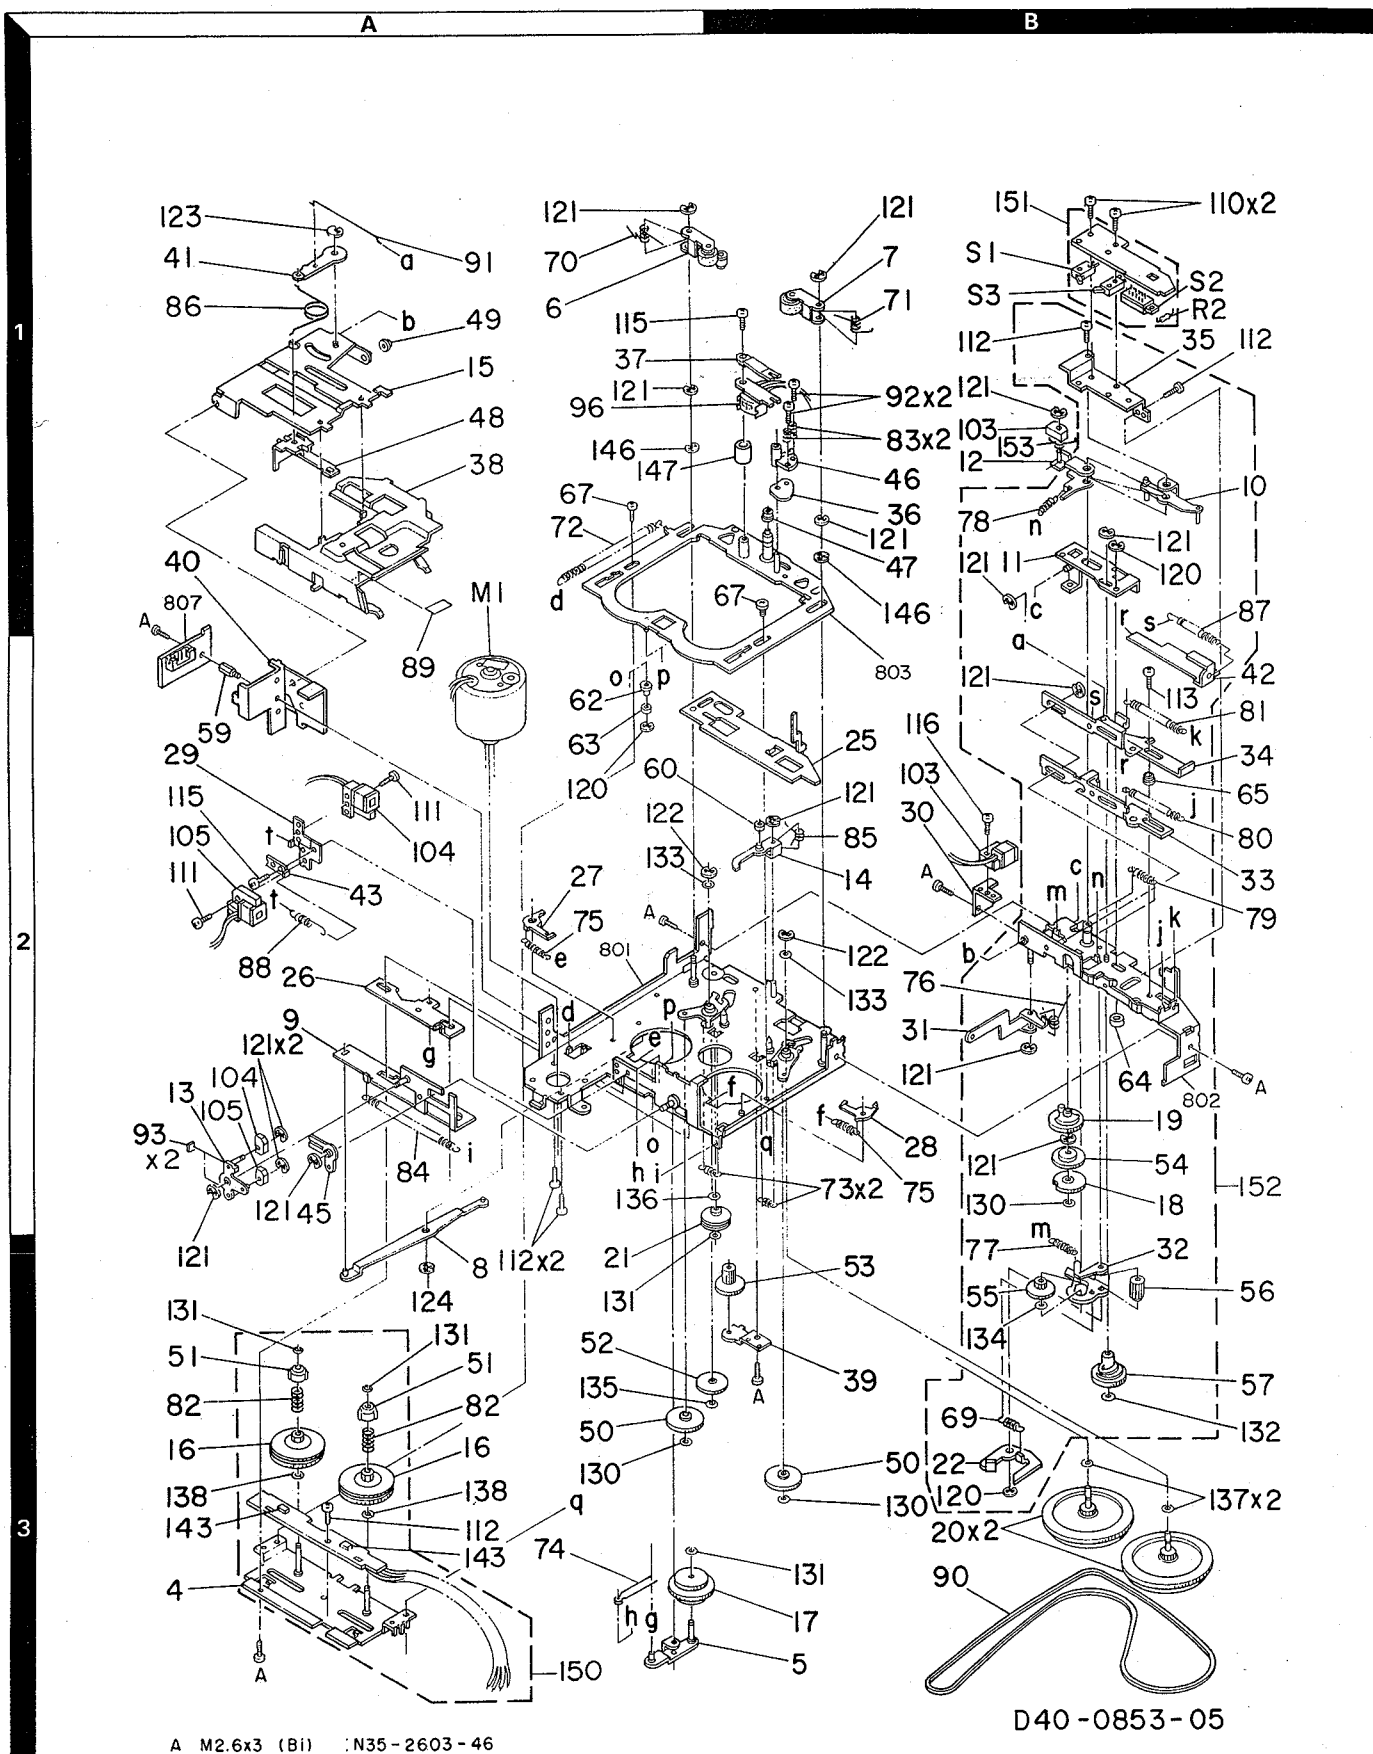 A
B
1
2
3
123
41
a
91
86
b
49
15
48
38
40
807
A
59
89
M1
121
70
6
121
7
71
115
37
121
96
92x2
83x2
146
147
46
36
67
72
d
121
47
67
146
803
o
p
62
63
120
25
151
110x2
S1
S3
S2
R2
112
35
112
121
103
153
12
10
78
n
121
11
121
120
c
a
r
s
87
42
121
s
113
81
k
34
r
65
j
80
33
116
103
30
A
c
m
n
79
j
k
b
76
31
121
64
802
A
29
115
105
t
111
104
111
t
43
88
60
121
85
14
122
133
27
75
e
A
801
122
133
26
g
9
121x2
104
13
105
93
x2
121
121
45
84
i
8
124
d
p
e
f
o
h
i
q
f
28
75
73x2
112x2
136
21
131
53
52
135
50
130
39
A
50
130
19
121
54
130
18
152
m
77
32
55
134
56
57
132
69
22
120
137x2
20x2
90
131
51
82
16
138
143
131
51
82
16
138
112
143
q
4
A
150
74
h
g
131
17
5
D40-0853-05
A M2.6x3 (Bi) :N35-2603-46